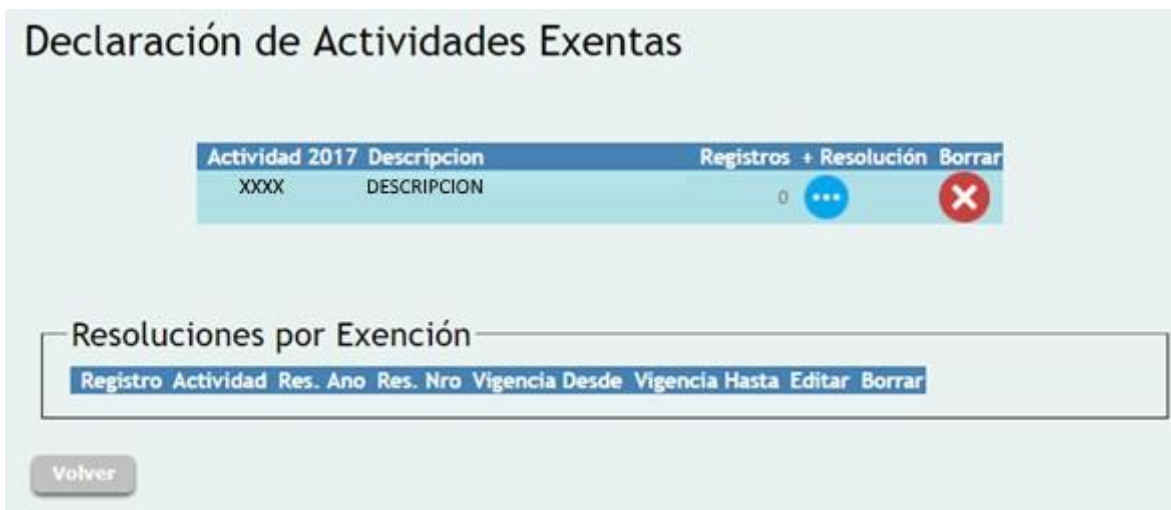 Declaración de Actividades Exentas
Actividad 2017 Descripcion Registros + Resolución Borrar
XXXX DESCRIPCION 0
Resoluciones por Exención
Registro Actividad Res. Ano Res. Nro Vigencia Desde Vigencia Hasta Editar Borrar
Volver